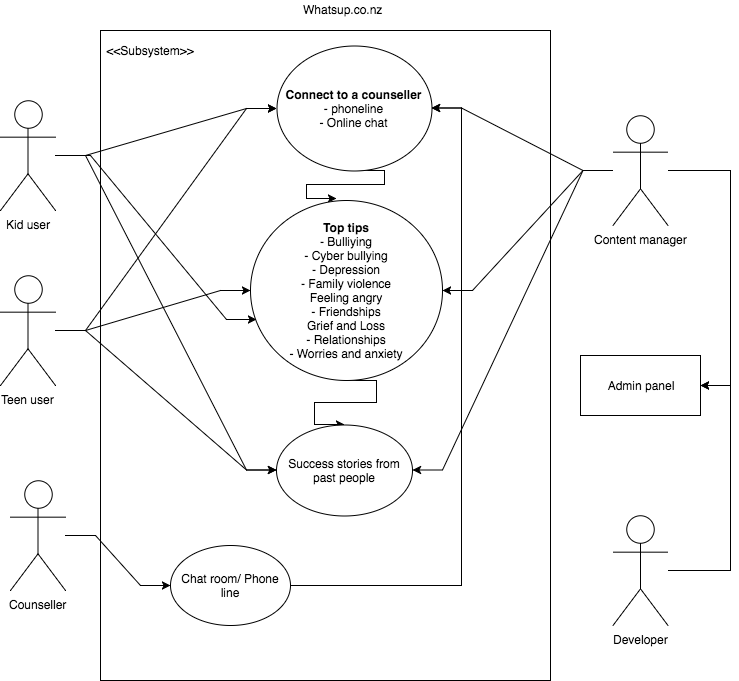 Whatsup.co.nz
<<Subsystem>>
Connect to a counseller
- phoneline
- Online chat
Kid user
Content manager
Top tips
- Bulliying
- Cyber bullying
- Depression
- Family violence
Feeling angry
- Friendships
Grief and Loss
- Relationships
- Worries and anxiety
Teen user
Admin panel
Success stories from
past people
Counseller
Chat room/ Phone
line
Developer